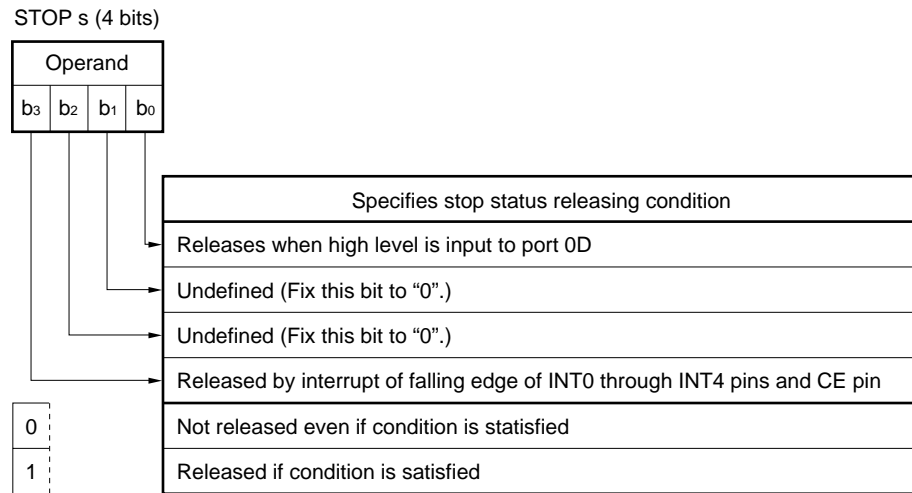 STOP s (4 bits)
Operand
b3 b2 b1 b0
Specifies stop status releasing condition
Releases when high level is input to port 0D
Undefined (Fix this bit to “0”.)
Undefined (Fix this bit to “0”.)
Released by interrupt of falling edge of INT0 through INT4 pins and CE pin
0 Not released even if condition is statisfied
1 Released if condition is satisfied